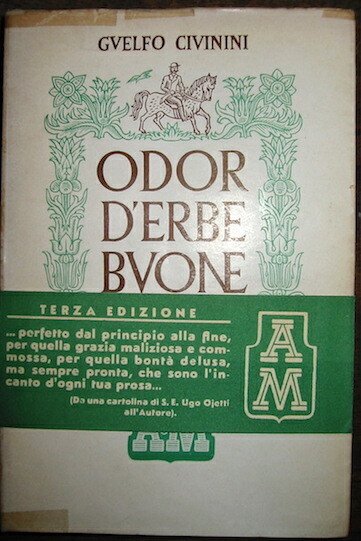 GVELFO CIVININI
ODOR
D'ERBE
BVONE
TERZA EDIZIONE
... perfetto dal principio alla fine,
per quella grazia maliziosa e com-
mossa, per quella bontà delusa,
ma sempre pronta, che sono l'in-
canto d'ogni tua prosa...
(Da una cartolina di S. E. Ugo Ojetti
all'Autore).
A
M
A M